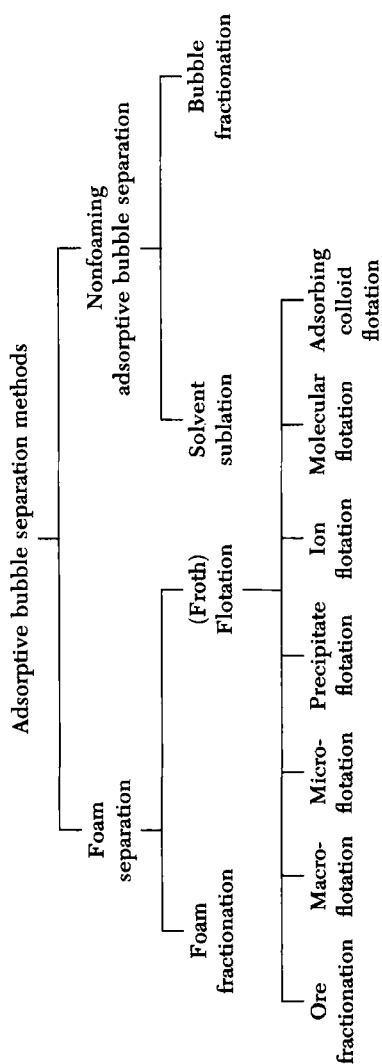 Adsorptive bubble separation methods
Foam
separation
Nonfoaming
adsorptive bubble separation
Foam
fractionation
(Froth)
Flotation
Solvent
sublation
Bubble
fractionation
Ore
fractionation
Macro-
flotation
Micro-
flotation
Precipitate
flotation
Ion
flotation
Molecular
flotation
Adsorbing
colloid
flotation